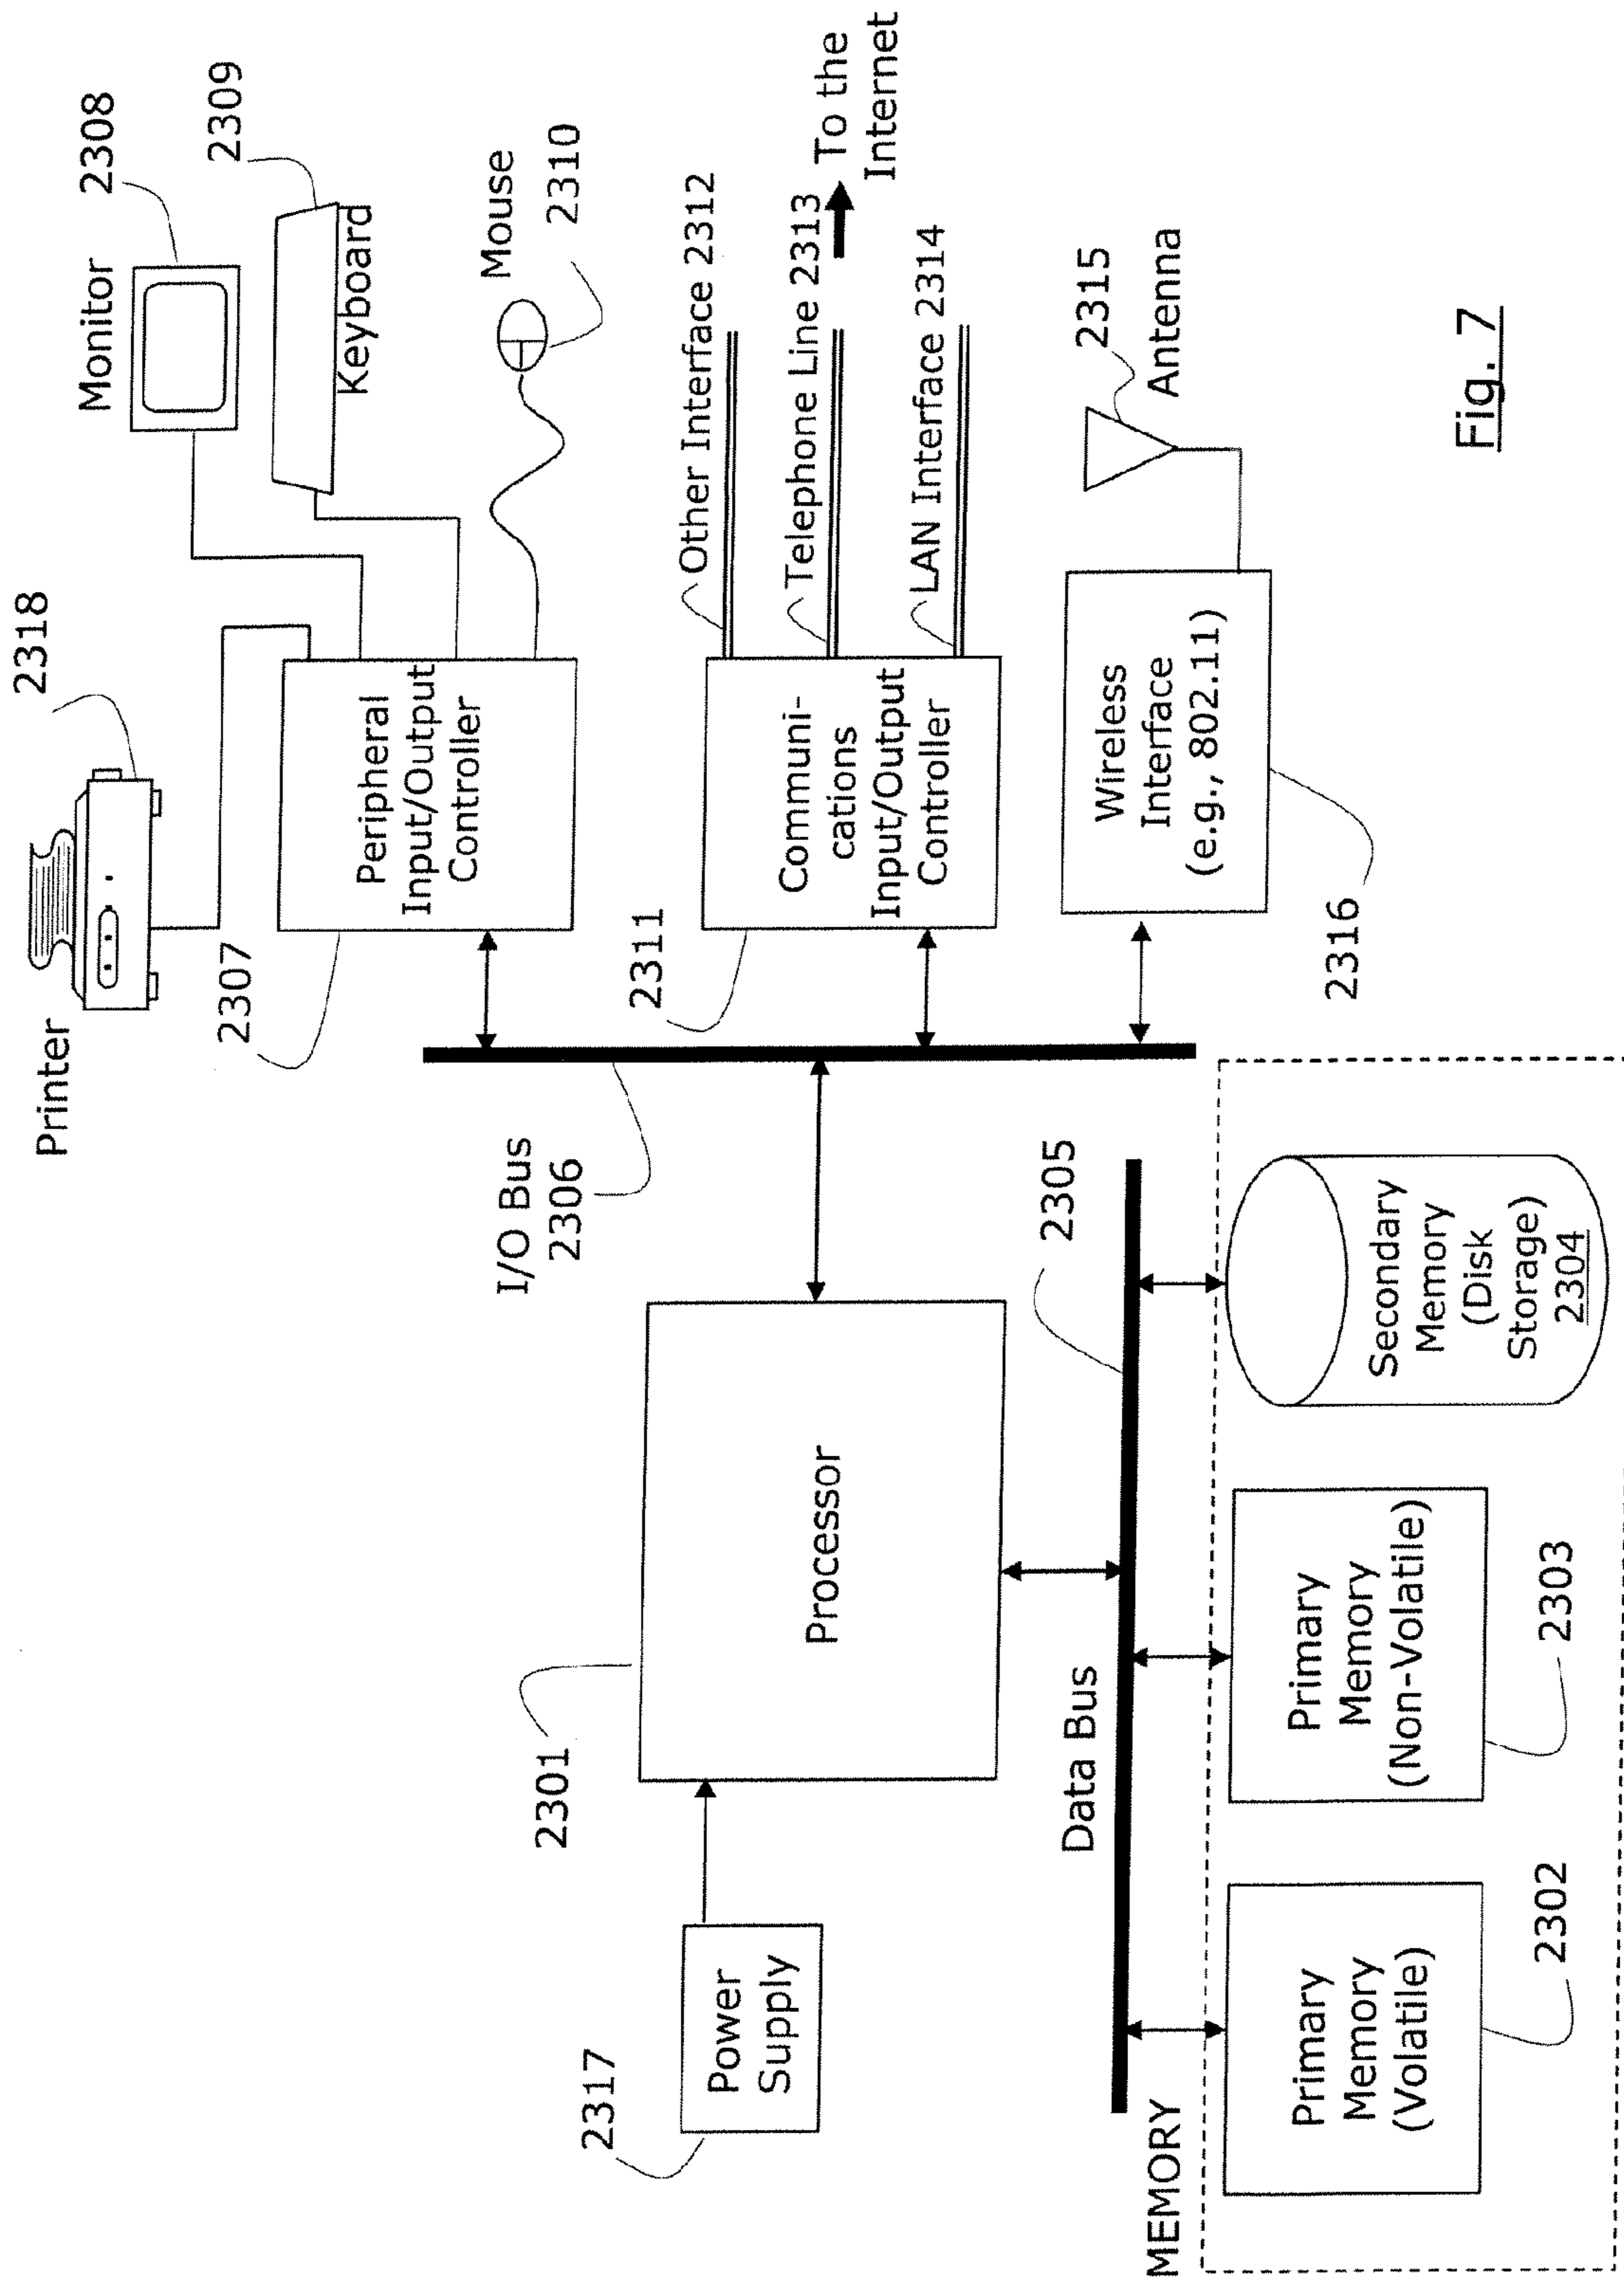 Printer
2318
Monitor
2308
2309
Keyboard
Mouse
2310
2307
Peripheral
Input/Output
Controller
I/O Bus
2306
2311
Communi-
cations
Input/Output
Controller
Other Interface 2312
Telephone Line 2313
To the
Internet
LAN Interface 2314
2301
Processor
2317
Power
Supply
Wireless
Interface
(e.g., 802.11)
2315
Antenna
2316
Data Bus
2305
MEMORY
Primary
Memory
(Volatile)
2302
Primary
Memory
(Non-Volatile)
2303
Secondary
Memory
(Disk
Storage)
2304
Fig. 7